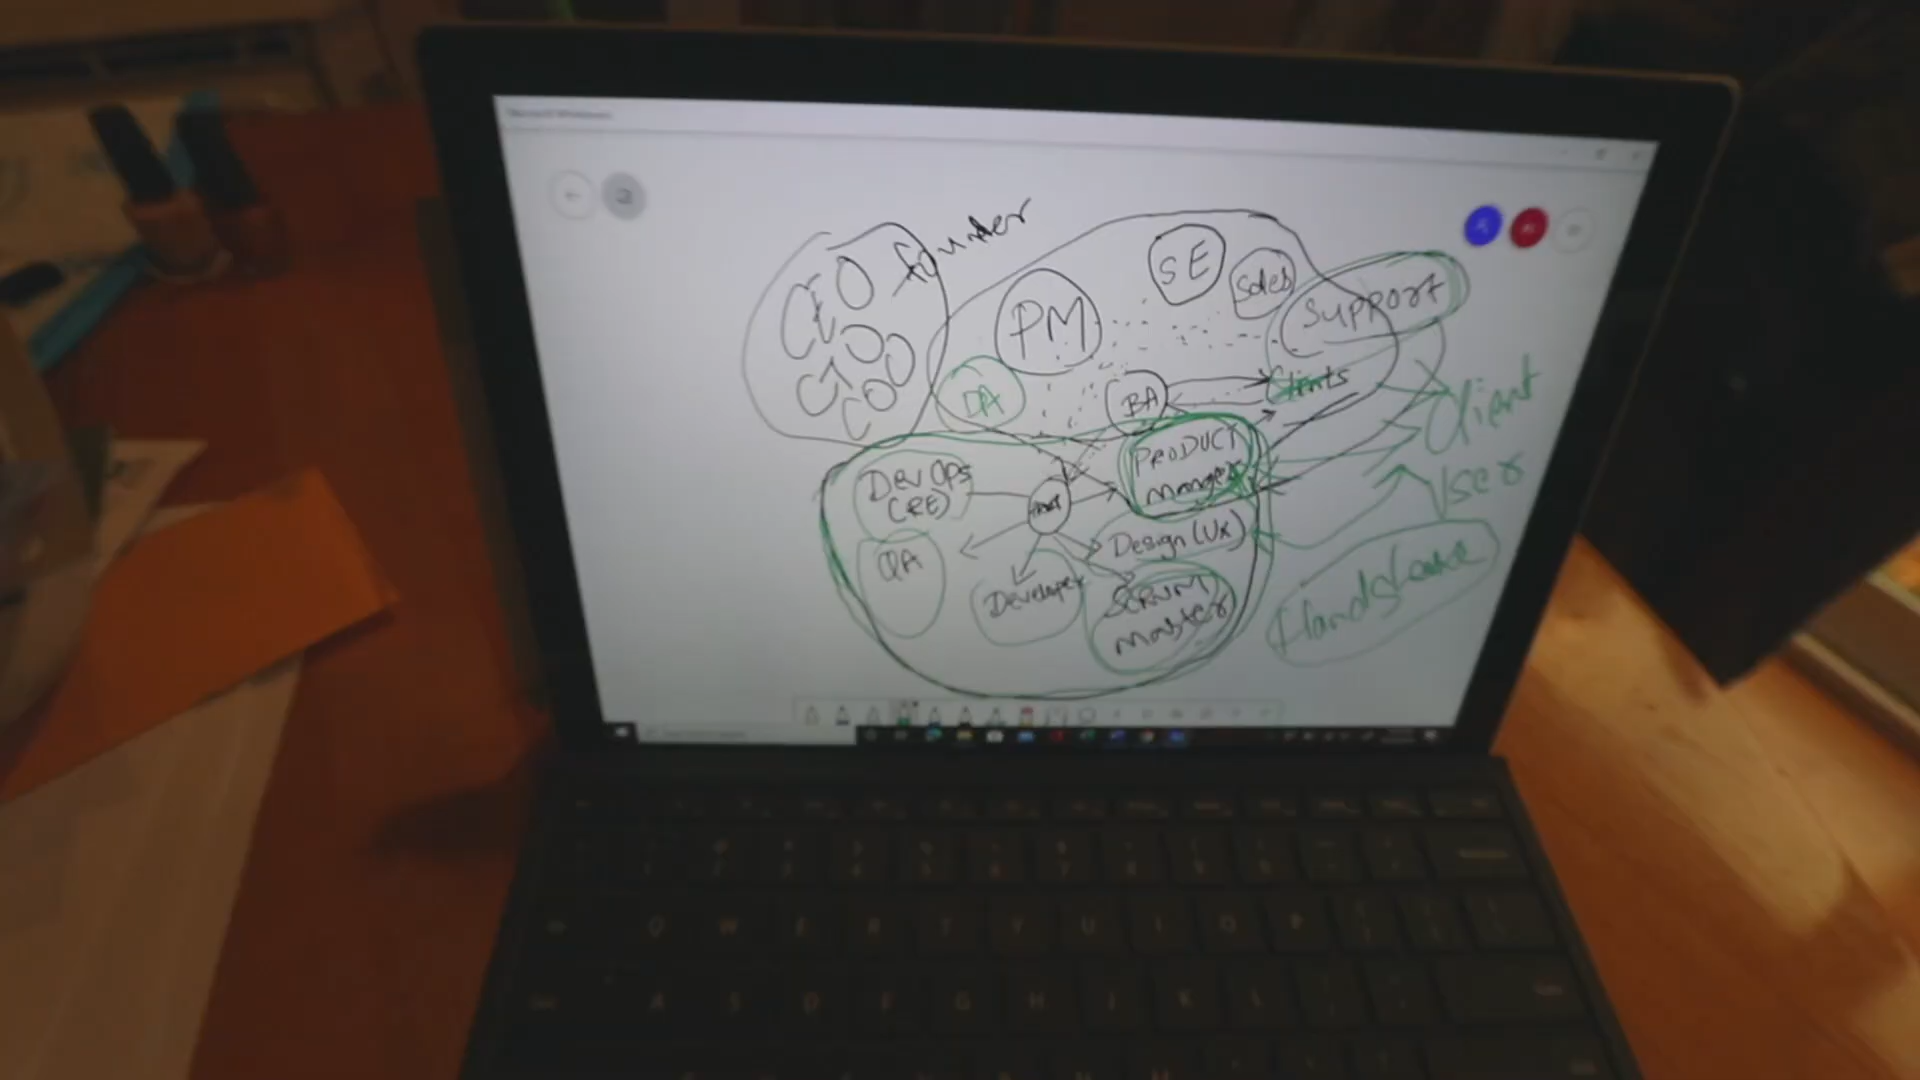 founder
CEO
CTO
COO
PM
SE
Sales
Support
DA
BA
Clients
Client
User
PRODUCT
Manager
DevOps
(RE)
QA
Design (UX)
Developer
SCRUM
Master
Handshake
Q W E R T Y U I O P
A S D F G H J K L